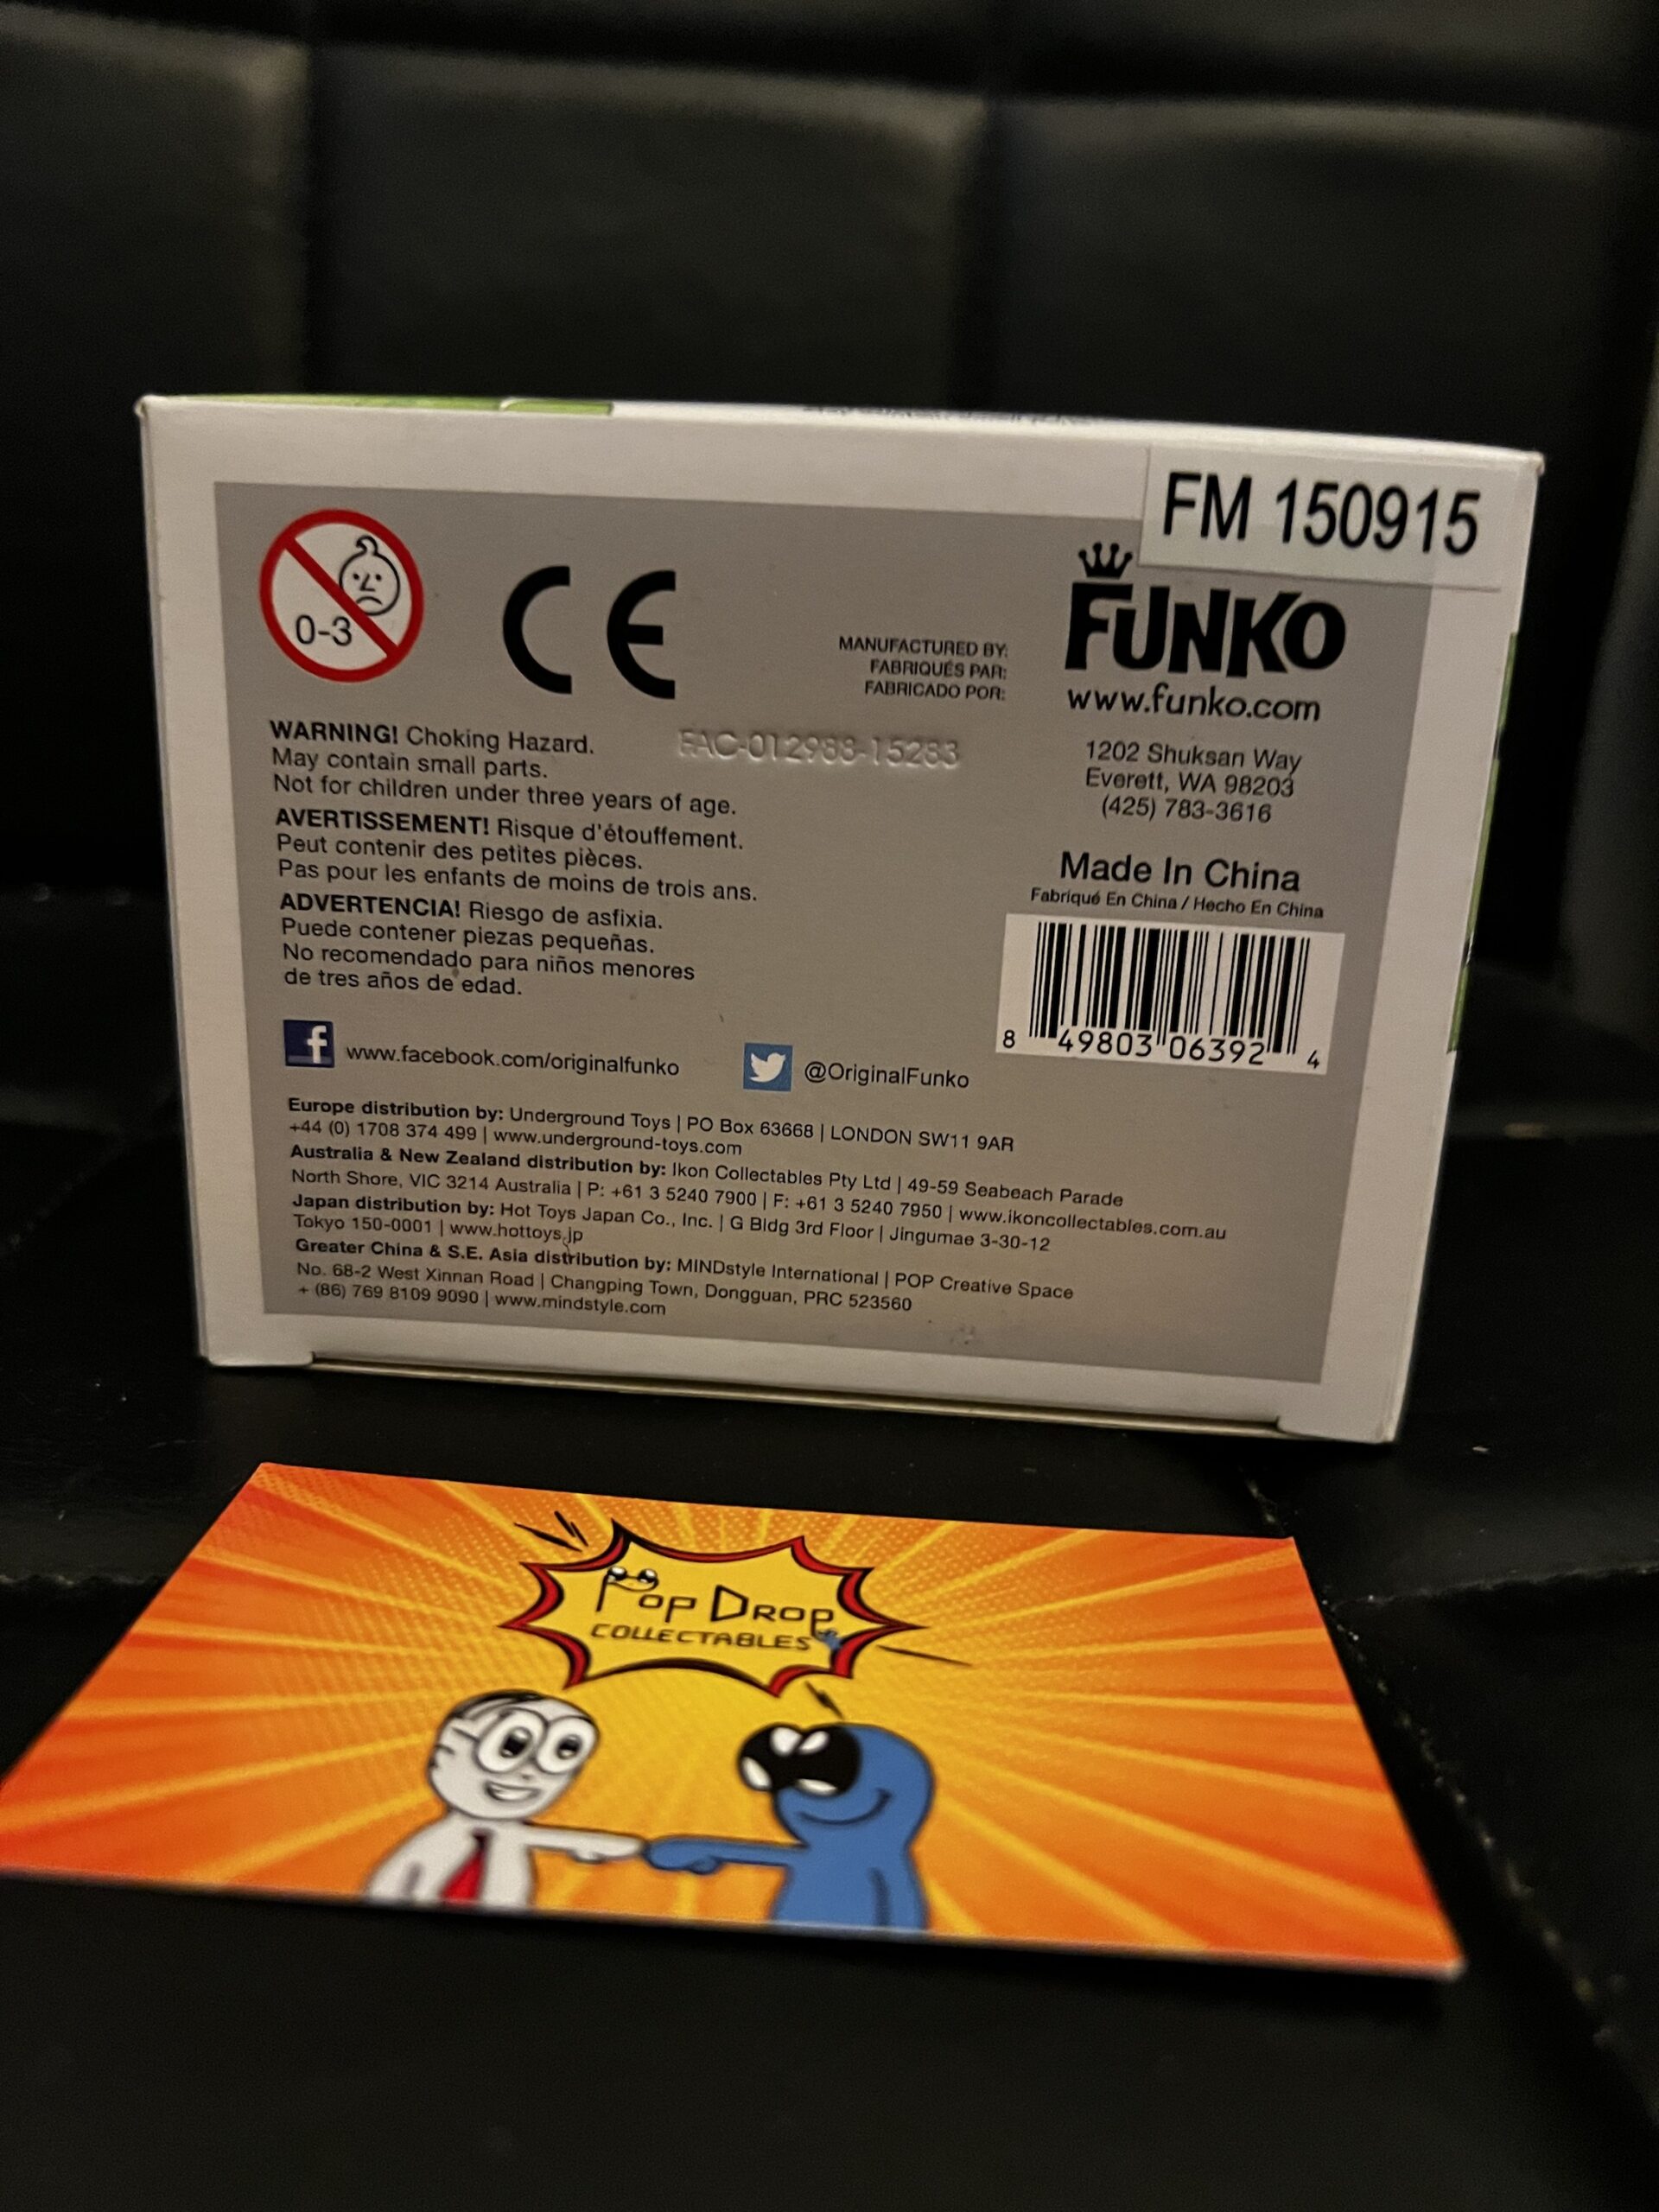 FM 150915
0-3
CE
MANUFACTURED BY:
FABRIQUÉS PAR:
FABRICADO POR:
FUNKO
www.funko.com
1202 Shuksan Way
Everett, WA 98203
(425) 783-3616
WARNING! Choking Hazard.
May contain small parts.
Not for children under three years of age.
FAC-012988-15283
AVERTISSEMENT! Risque d'étouffement.
Peut contenir des petites pièces.
Pas pour les enfants de moins de trois ans.
ADVERTENCIA! Riesgo de asfixia.
Puede contener piezas pequeñas.
No recomendado para niños menores
de tres años de edad.
Made In China
Fabriqué En China / Hecho En China
8 49803 06392 4
www.facebook.com/originalfunko
@OriginalFunko
Europe distribution by: Underground Toys | PO Box 63668 | LONDON SW11 9AR
+44 (0) 1708 374 499 | www.underground-toys.com
Australia & New Zealand distribution by: Ikon Collectables Pty Ltd | 49-59 Seabeach Parade
North Shore, VIC 3214 Australia | P: +61 3 5240 7900 | F: +61 3 5240 7950 | www.ikoncollectables.com.au
Japan distribution by: Hot Toys Japan Co., Inc. | G Bldg 3rd Floor | Jingumae 3-30-12
Tokyo 150-0001 | www.hottoys.jp
Greater China & S.E. Asia distribution by: MINDstyle International | POP Creative Space
No. 68-2 West Xinnan Road | Changping Town, Dongguan, PRC 523560
+ (86) 769 8109 9090 | www.mindstyle.com
POP DROP
COLLECTABLES